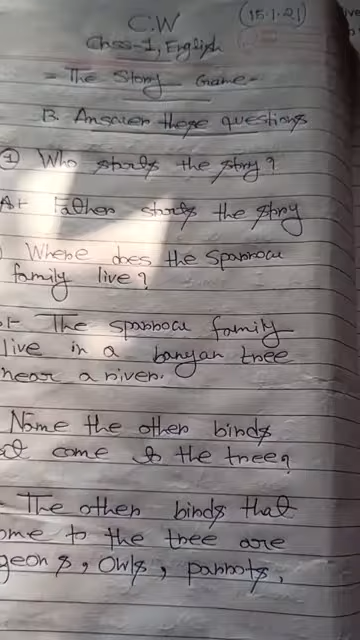 C.W (15.1.21)
Class-1, English
- The Story Game -
B. Answer these questions
① Who starts the story?
A+ Father starts the story
Where does the sparrow
family live?
The sparrow family
live in a banyan tree
near a river.
Name the other birds
come to the tree?
- The other birds that
ome to the tree are
geons, Owls, parrots,